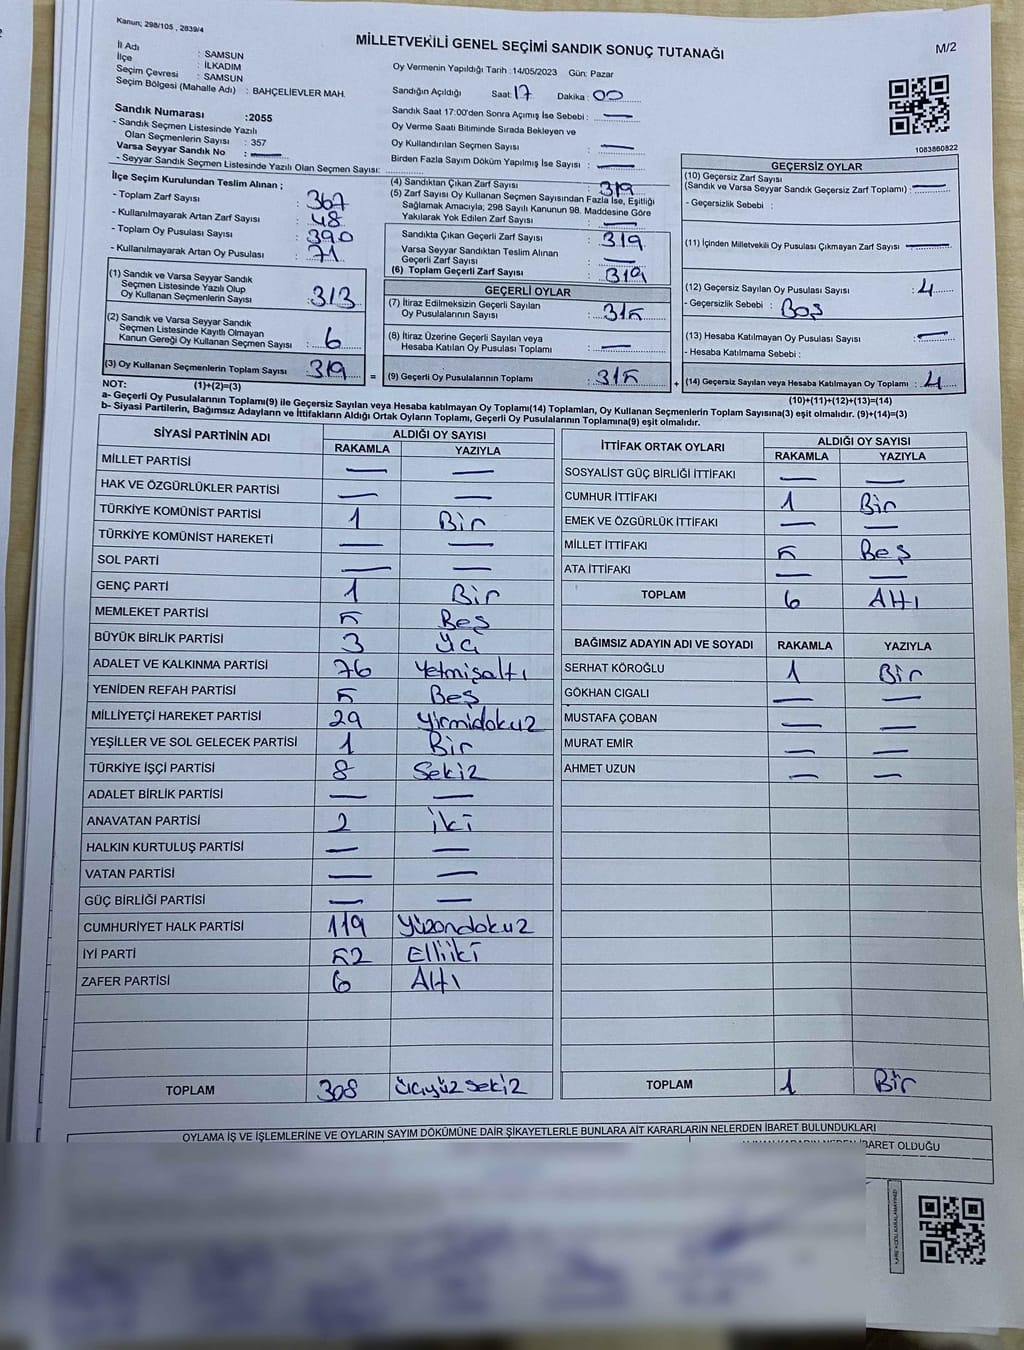 Kanun; 298/105 , 2839/4
MİLLETVEKİLİ GENEL SEÇİMİ SANDIK SONUÇ TUTANAĞI
M/2
İl Adı : SAMSUN
İlçe : İLKADIM
Seçim Çevresi : SAMSUN
Seçim Bölgesi (Mahalle Adı) : BAHÇELİEVLER MAH.
Oy Vermenin Yapıldığı Tarih :14/05/2023 Gün: Pazar
Sandığın Açıldığı Saat: 17 Dakika: 00
Sandık Saat 17:00'den Sonra Açımış İse Sebebi : —
Oy Verme Saati Bitiminde Sırada Bekleyen ve
Oy Kullandırılan Seçmen Sayısı : —
Birden Fazla Sayım Döküm Yapılmış İse Sayısı : —
1083860822
Sandık Numarası :2055
- Sandık Seçmen Listesinde Yazılı
Olan Seçmenlerin Sayısı : 357
Varsa Seyyar Sandık No : —
- Seyyar Sandık Seçmen Listesinde Yazılı Olan Seçmen Sayısı:
İlçe Seçim Kurulundan Teslim Alınan ;
- Toplam Zarf Sayısı : 367
- Kullanılmayarak Artan Zarf Sayısı : 48
- Toplam Oy Pusulası Sayısı : 390
- Kullanılmayarak Artan Oy Pusulası : 71
(1) Sandık ve Varsa Seyyar Sandık
Seçmen Listesinde Yazılı Olup
Oy Kullanan Seçmenlerin Sayısı : 313
(2) Sandık ve Varsa Seyyar Sandık
Seçmen Listesinde Kayıtlı Olmayan
Kanun Gereği Oy Kullanan Seçmen Sayısı : 6
(3) Oy Kullanan Seçmenlerin Toplam Sayısı : 319 =
(4) Sandıktan Çıkan Zarf Sayısı : 319
(5) Zarf Sayısı Oy Kullanan Seçmen Sayısından Fazla İse, Eşitliği
Sağlamak Amacıyla; 298 Sayılı Kanunun 98. Maddesine Göre
Yakılarak Yok Edilen Zarf Sayısı : —
Sandıkta Çıkan Geçerli Zarf Sayısı : 319
Varsa Seyyar Sandıktan Teslim Alınan
Geçerli Zarf Sayısı : —
(6) Toplam Geçerli Zarf Sayısı : 319
GEÇERLİ OYLAR
(7) İtiraz Edilmeksizin Geçerli Sayılan
Oy Pusulalarının Sayısı : 315
(8) İtiraz Üzerine Geçerli Sayılan veya
Hesaba Katılan Oy Pusulası Toplamı : —
(9) Geçerli Oy Pusulalarının Toplamı : 315 +
GEÇERSİZ OYLAR
(10) Geçersiz Zarf Sayısı
(Sandık ve Varsa Seyyar Sandık Geçersiz Zarf Toplamı) : —
- Geçersizlik Sebebi :
(11) İçinden Milletvekili Oy Pusulası Çıkmayan Zarf Sayısı : —
(12) Geçersiz Sayılan Oy Pusulası Sayısı : 4
- Geçersizlik Sebebi : Boş
(13) Hesaba Katılmayan Oy Pusulası Sayısı : —
- Hesaba Katılmama Sebebi :
(14) Geçersiz Sayılan veya Hesaba Katılmayan Oy Toplamı : 4
NOT: (1)+(2)=(3)
(10)+(11)+(12)+(13)=(14)
a- Geçerli Oy Pusulalarının Toplamı(9) ile Geçersiz Sayılan veya Hesaba katılmayan Oy Toplamı(14) Toplamları, Oy Kullanan Seçmenlerin Toplam Sayısına(3) eşit olmalıdır. (9)+(14)=(3)
b- Siyasi Partilerin, Bağımsız Adayların ve İttifakların Aldığı Ortak Oyların Toplamı, Geçerli Oy Pusulalarının Toplamına(9) eşit olmalıdır.
SİYASİ PARTİNİN ADI ALDIĞI OY SAYISI
RAKAMLA YAZIYLA
MİLLET PARTİSİ — —
HAK VE ÖZGÜRLÜKLER PARTİSİ — —
TÜRKİYE KOMÜNİST PARTİSİ 1 Bir
TÜRKİYE KOMÜNİST HAREKETİ — —
SOL PARTİ — —
GENÇ PARTİ 1 Bir
MEMLEKET PARTİSİ 5 Beş
BÜYÜK BİRLİK PARTİSİ 3 Üç
ADALET VE KALKINMA PARTİSİ 76 Yetmişaltı
YENİDEN REFAH PARTİSİ 5 Beş
MİLLİYETÇİ HAREKET PARTİSİ 29 Yirmidokuz
YEŞİLLER VE SOL GELECEK PARTİSİ 1 Bir
TÜRKİYE İŞÇİ PARTİSİ 8 Sekiz
ADALET BİRLİK PARTİSİ — —
ANAVATAN PARTİSİ 2 İki
HALKIN KURTULUŞ PARTİSİ — —
VATAN PARTİSİ — —
GÜÇ BİRLİĞİ PARTİSİ — —
CUMHURİYET HALK PARTİSİ 119 Yüzondokuz
İYİ PARTİ 52 Elliiki
ZAFER PARTİSİ 6 Altı
TOPLAM 308 Üçyüz sekiz
İTTİFAK ORTAK OYLARI ALDIĞI OY SAYISI
RAKAMLA YAZIYLA
SOSYALİST GÜÇ BİRLİĞİ İTTİFAKI — —
CUMHUR İTTİFAKI 1 Bir
EMEK VE ÖZGÜRLÜK İTTİFAKI — —
MİLLET İTTİFAKI 5 Beş
ATA İTTİFAKI — —
TOPLAM 6 Altı
BAĞIMSIZ ADAYIN ADI VE SOYADI RAKAMLA YAZIYLA
SERHAT KÖROĞLU 1 Bir
GÖKHAN CIGALI — —
MUSTAFA ÇOBAN — —
MURAT EMİR — —
AHMET UZUN — —
TOPLAM 1 Bir
OYLAMA İŞ VE İŞLEMLERİNE VE OYLARIN SAYIM DÖKÜMÜNE DAİR ŞİKAYETLERLE BUNLARA AİT KARARLARIN NELERDEN İBARET BULUNDUKLARI
İBARET OLDUĞU